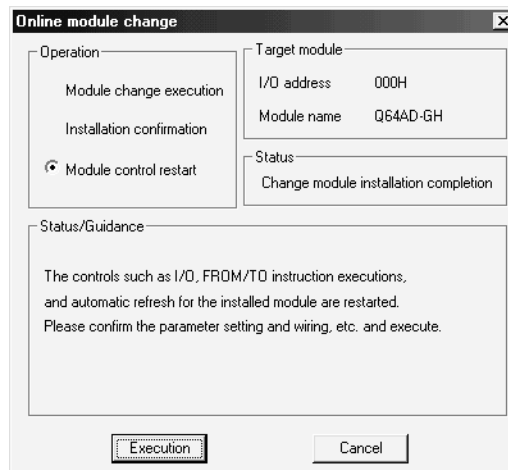 Online module change
Operation
Module change execution
Installation confirmation
Module control restart
Target module
I/O address 000H
Module name Q64AD-GH
Status
Change module installation completion
Status/Guidance
The controls such as I/O, FROM/TO instruction executions,
and automatic refresh for the installed module are restarted.
Please confirm the parameter setting and wiring, etc. and execute.
Execution
Cancel